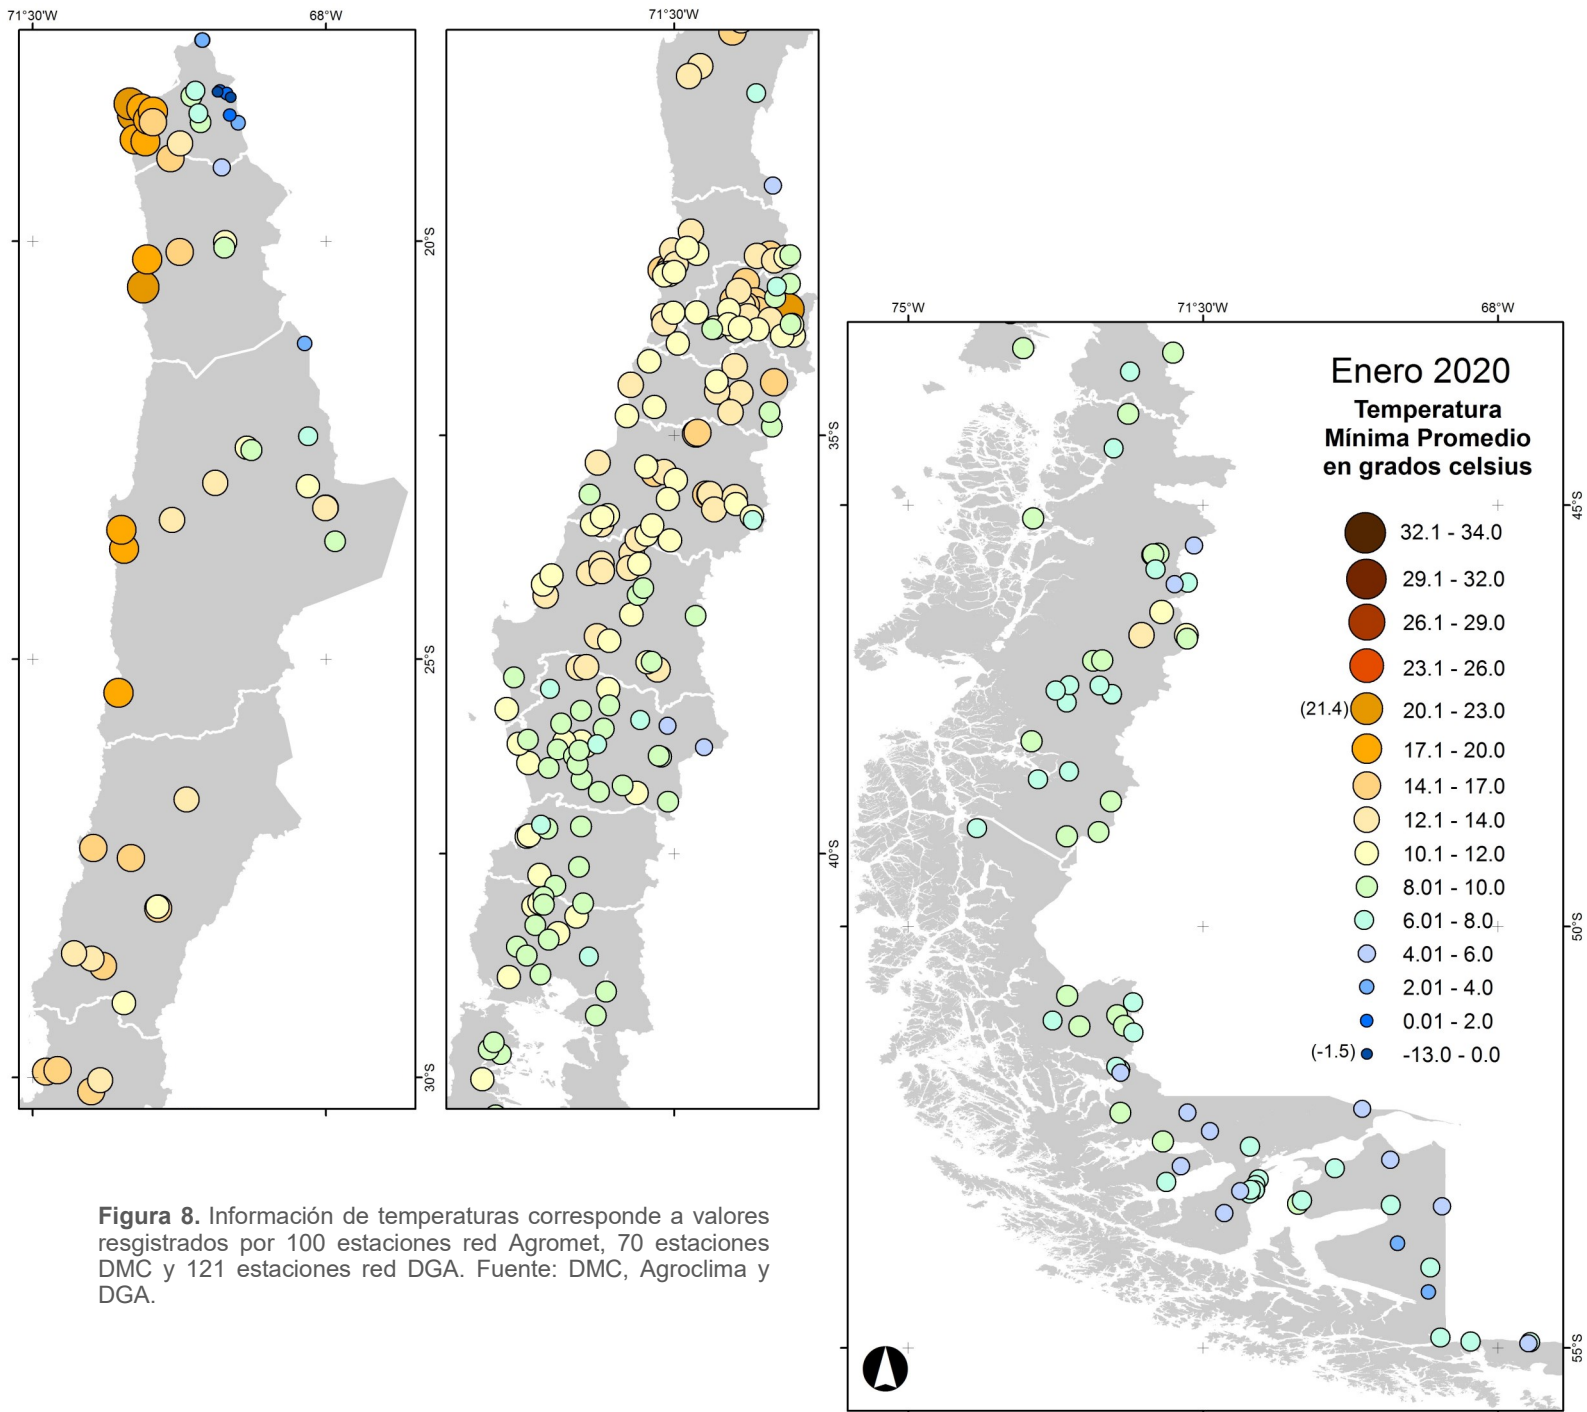 71°30'W
68°W
71°30'W
20°S
25°S
30°S
35°S
40°S
75°W
71°30'W
68°W
45°S
50°S
55°S
Enero 2020
Temperatura
Mínima Promedio
en grados celsius
32.1 - 34.0
29.1 - 32.0
26.1 - 29.0
23.1 - 26.0
(21.4) 20.1 - 23.0
17.1 - 20.0
14.1 - 17.0
12.1 - 14.0
10.1 - 12.0
8.01 - 10.0
6.01 - 8.0
4.01 - 6.0
2.01 - 4.0
0.01 - 2.0
(-1.5) -13.0 - 0.0
Figura 8. Información de temperaturas corresponde a valores
resgistrados por 100 estaciones red Agromet, 70 estaciones
DMC y 121 estaciones red DGA. Fuente: DMC, Agroclima y
DGA.